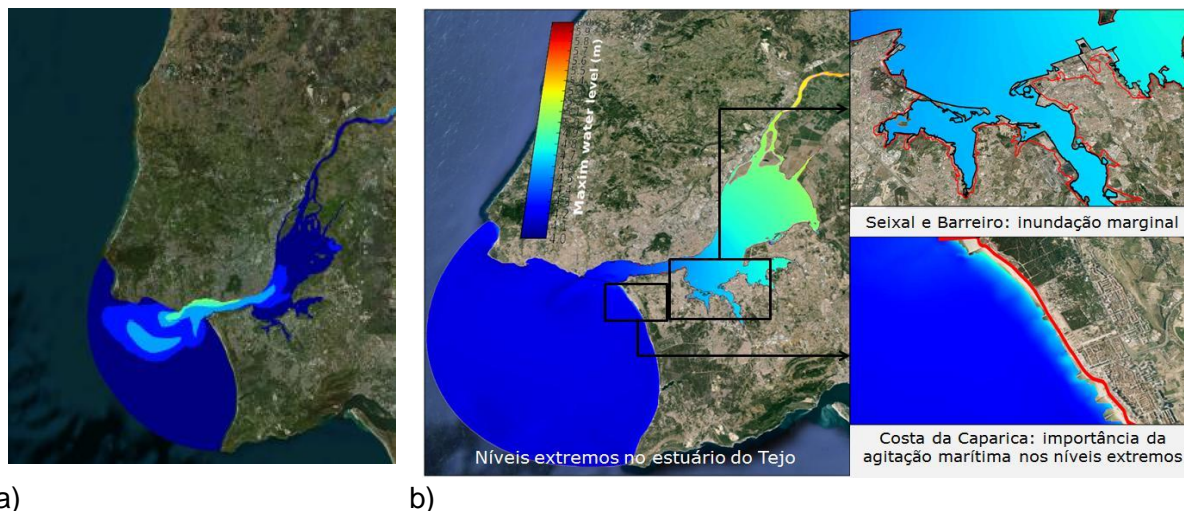 Maxim water level (m)
Níveis extremos no estuário do Tejo
Seixal e Barreiro: inundação marginal
Costa da Caparica: importância da
agitação marítima nos níveis extremos
a)
b)